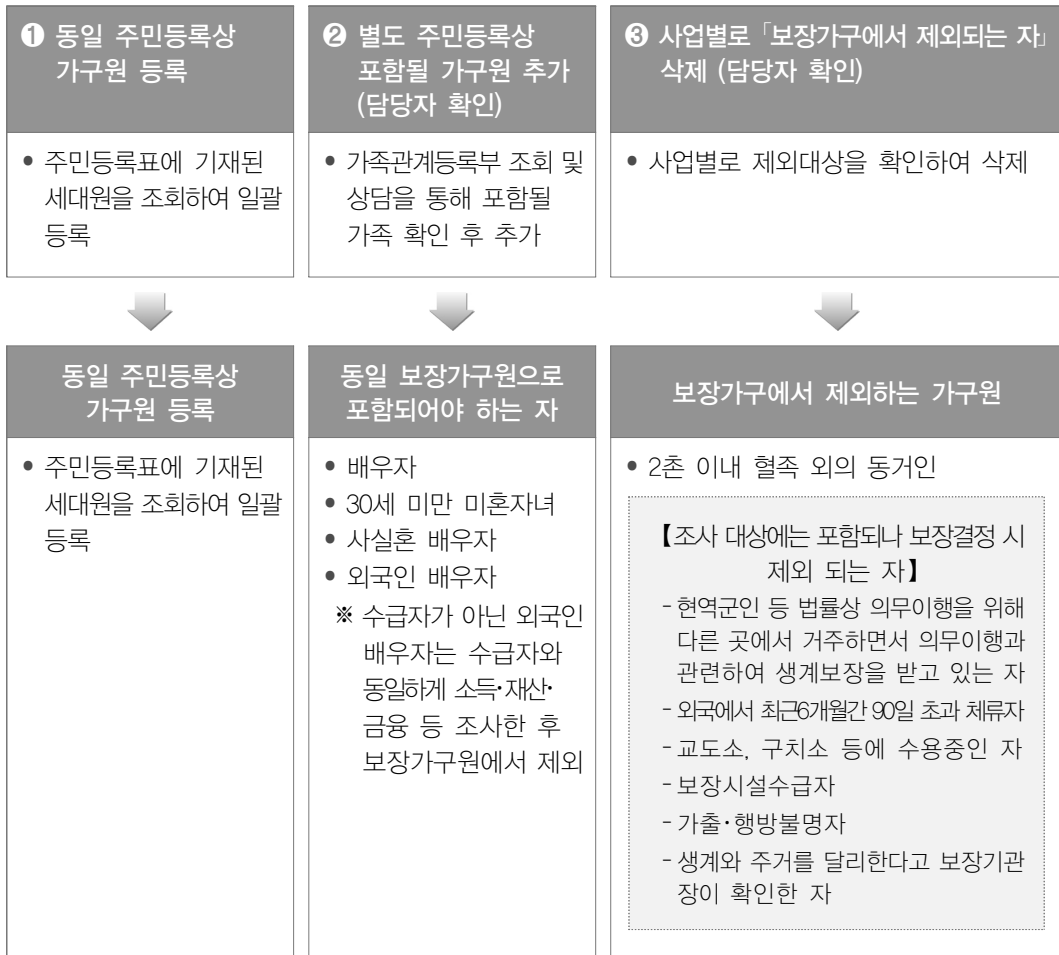 ❶ 동일 주민등록상
가구원 등록
❷ 별도 주민등록상
포함될 가구원 추가
(담당자 확인)
❸ 사업별로「보장가구에서 제외되는 자」
삭제 (담당자 확인)
• 주민등록표에 기재된
세대원을 조회하여 일괄
등록
• 가족관계등록부 조회 및
상담을 통해 포함될
가족 확인 후 추가
• 사업별로 제외대상을 확인하여 삭제
동일 주민등록상
가구원 등록
동일 보장가구원으로
포함되어야 하는 자
보장가구에서 제외하는 가구원
• 주민등록표에 기재된
세대원을 조회하여 일괄
등록
• 배우자
• 30세 미만 미혼자녀
• 사실혼 배우자
• 외국인 배우자
※ 수급자가 아닌 외국인
배우자는 수급자와
동일하게 소득·재산·
금융 등 조사한 후
보장가구원에서 제외
• 2촌 이내 혈족 외의 동거인
【조사 대상에는 포함되나 보장결정 시
제외 되는 자】
- 현역군인 등 법률상 의무이행을 위해
다른 곳에서 거주하면서 의무이행과
관련하여 생계보장을 받고 있는 자
- 외국에서 최근6개월간 90일 초과 체류자
- 교도소, 구치소 등에 수용중인 자
- 보장시설수급자
- 가출·행방불명자
- 생계와 주거를 달리한다고 보장기관
장이 확인한 자